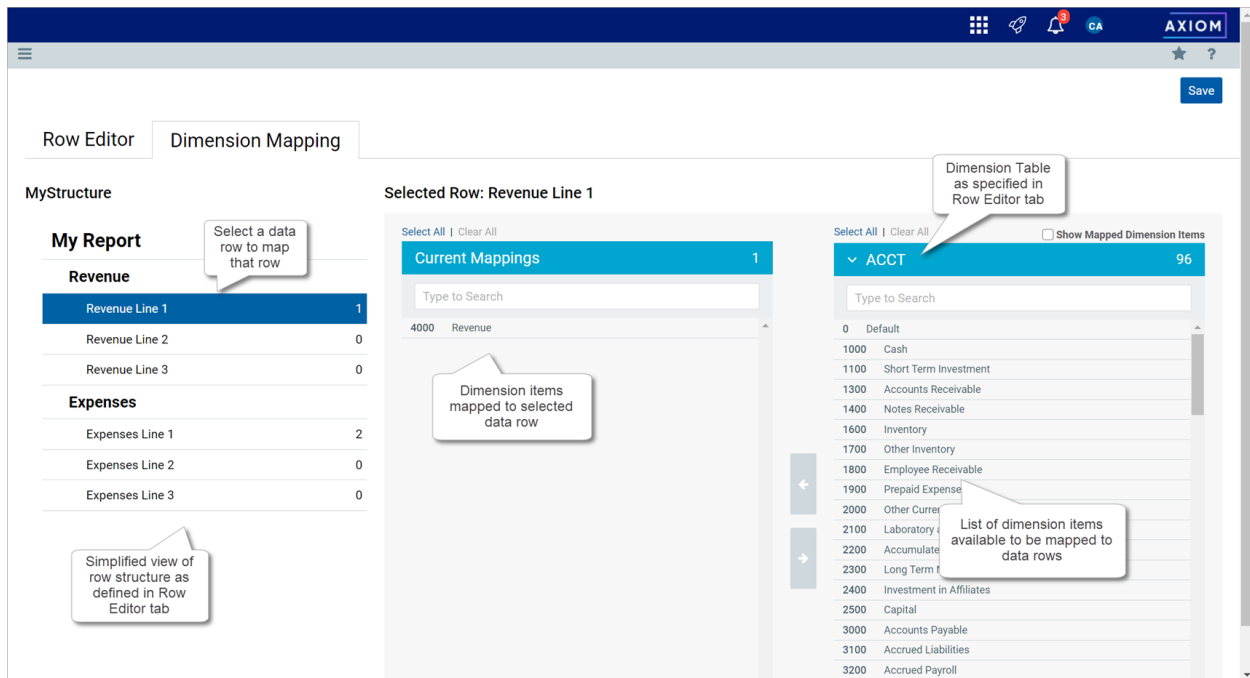 3
CA
AXIOM
?
Save
Row Editor
Dimension Mapping
MyStructure
Selected Row: Revenue Line 1
Dimension Table
as specified in
Row Editor tab
My Report
Select a data
row to map
that row
Revenue
Revenue Line 1 1
Revenue Line 2 0
Revenue Line 3 0
Expenses
Expenses Line 1 2
Expenses Line 2 0
Expenses Line 3 0
Simplified view of
row structure as
defined in Row
Editor tab
Select All | Clear All
Current Mappings 1
Type to Search
4000 Revenue
Dimension items
mapped to selected
data row
Select All | Clear All
Show Mapped Dimension Items
ACCT 96
Type to Search
0 Default
1000 Cash
1100 Short Term Investment
1300 Accounts Receivable
1400 Notes Receivable
1600 Inventory
1700 Other Inventory
1800 Employee Receivable
1900 Prepaid Expense
2000 Other
2100 Laboratory
2200
2300 Long Term
2400 Investment in Affiliates
2500 Capital
3000 Accounts Payable
3100 Accrued Liabilities
3200 Accrued Payroll
List of dimension items
available to be mapped to
data rows